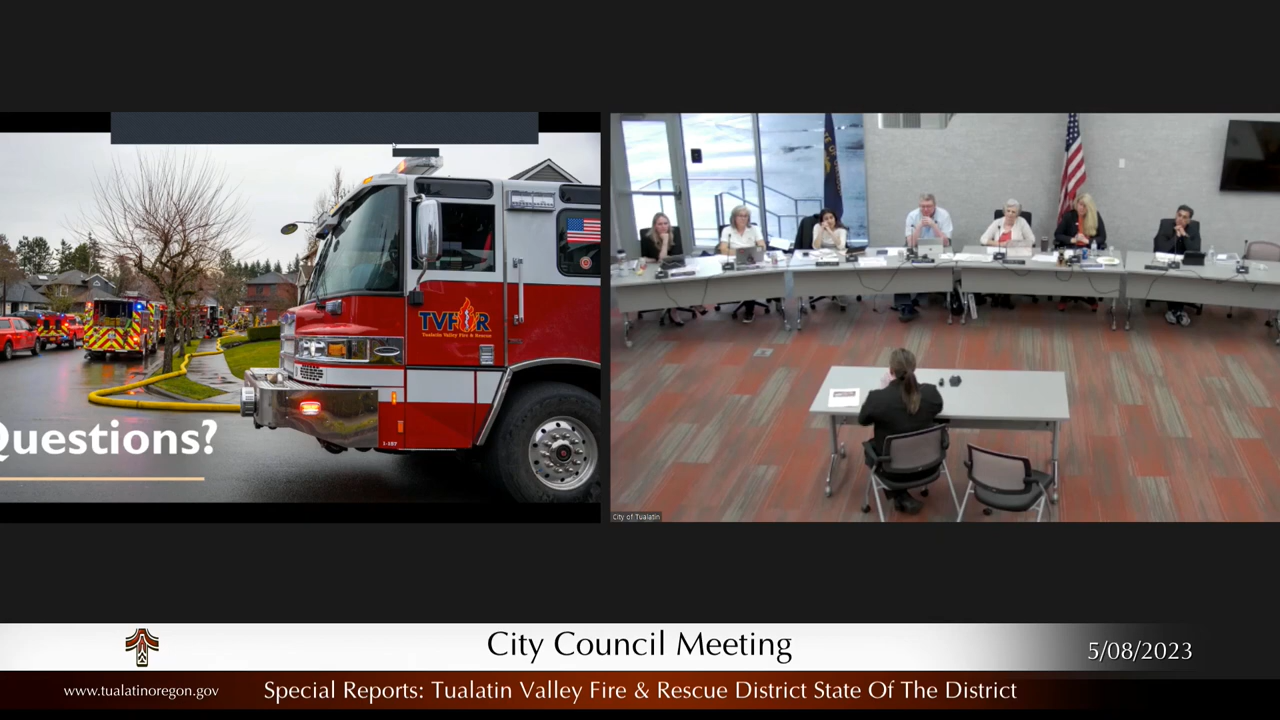 TVF&R
Tualatin Valley Fire & Rescue
Questions?
City of Tualatin
City Council Meeting
5/08/2023
www.tualatinoregon.gov
Special Reports: Tualatin Valley Fire & Rescue District State Of The District